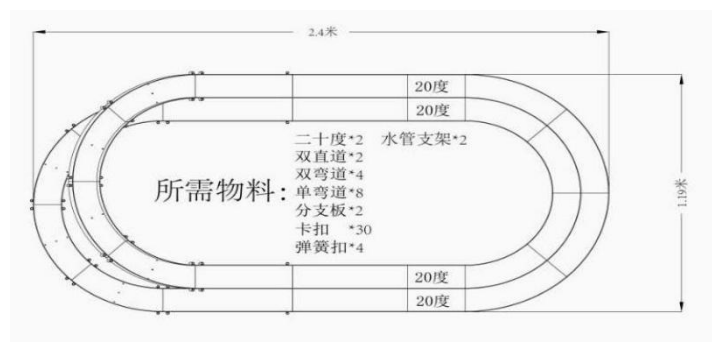 2.4米
20度
20度
二十度*2 水管支架*2
双直道*2
双弯道*4
所需物料：
单弯道*8
分支板*2
卡扣 *30
弹簧扣*4
1.19米
20度
20度